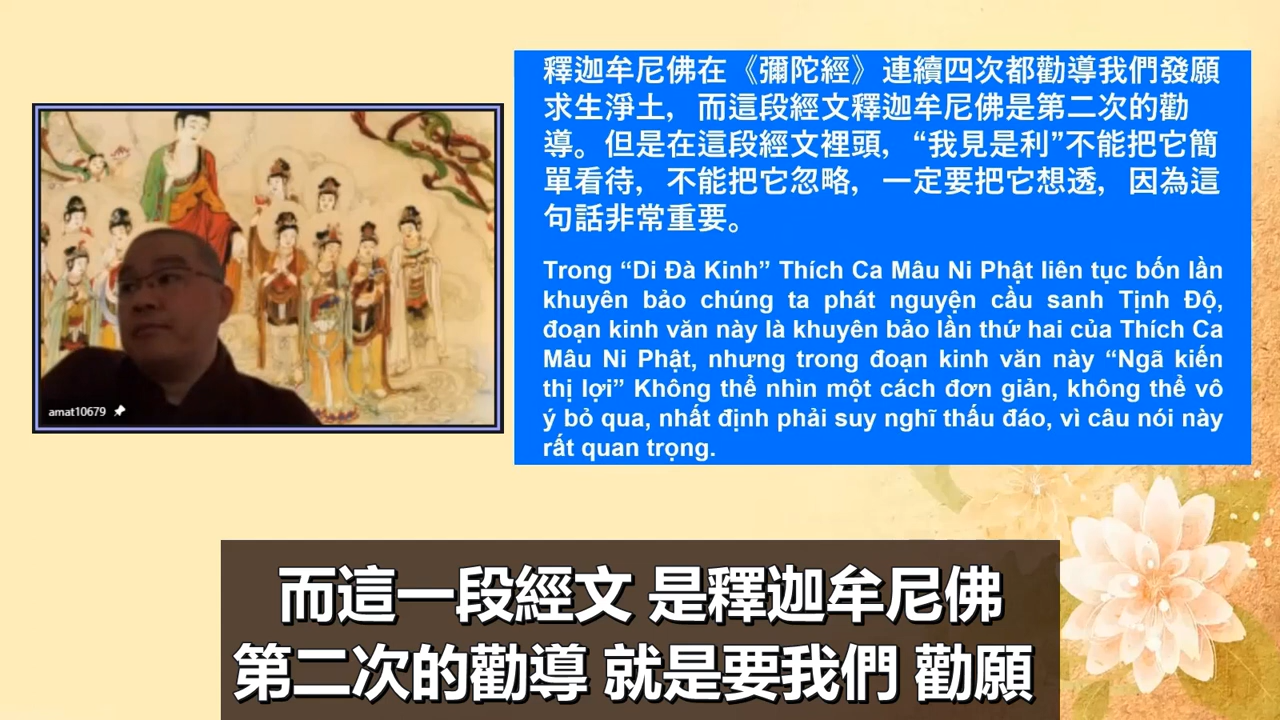 釋迦牟尼佛在《彌陀經》連續四次都勸導我們發願
求生淨土，而這段經文釋迦牟尼佛是第二次的勸
導。但是在這段經文裡頭，“我見是利”不能把它簡
單看待，不能把它忽略，一定要把它想透，因為這
句話非常重要。
Trong “Di Đà Kinh” Thích Ca Mâu Ni Phật liên tục bốn lần
khuyên bảo chúng ta phát nguyện cầu sanh Tịnh Độ,
đoạn kinh văn này là khuyên bảo lần thứ hai của Thích Ca
Mâu Ni Phật, nhưng trong đoạn kinh văn này “Ngã kiến
thị lợi” Không thể nhìn một cách đơn giản, không thể vô
ý bỏ qua, nhất định phải suy nghĩ thấu đáo, vì câu nói này
rất quan trọng.
amat10679
而這一段經文 是釋迦牟尼佛
第二次的勸導 就是要我們 勸願